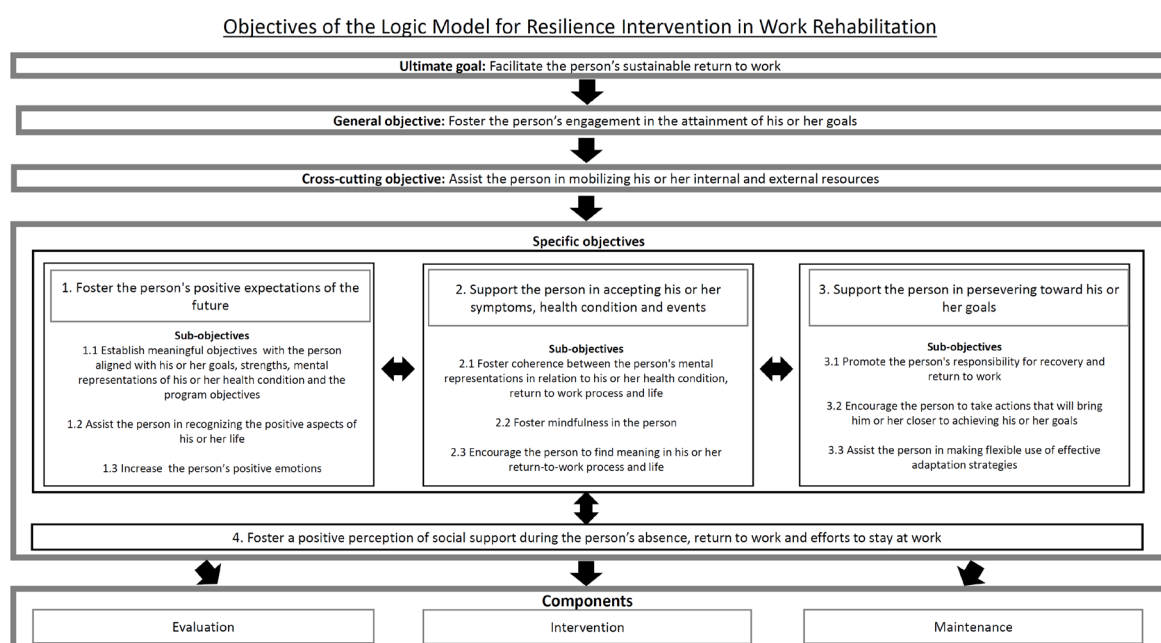 Objectives of the Logic Model for Resilience Intervention in Work Rehabilitation
Ultimate goal: Facilitate the person's sustainable return to work
General objective: Foster the person's engagement in the attainment of his or her goals
Cross-cutting objective: Assist the person in mobilizing his or her internal and external resources
Specific objectives
1. Foster the person's positive expectations of the
future
Sub-objectives
1.1 Establish meaningful objectives with the person
aligned with his or her goals, strengths, mental
representations of his or her health condition and the
program objectives
1.2 Assist the person in recognizing the positive aspects of
his or her life
1.3 Increase the person's positive emotions
2. Support the person in accepting his or her
symptoms, health condition and events
Sub-objectives
2.1 Foster coherence between the person's mental
representations in relation to his or her health condition,
return to work process and life
2.2 Foster mindfulness in the person
2.3 Encourage the person to find meaning in his or her
return-to-work process and life
3. Support the person in persevering toward his or
her goals
Sub-objectives
3.1 Promote the person's responsibility for recovery and
return to work
3.2 Encourage the person to take actions that will bring
him or her closer to achieving his or her goals
3.3 Assist the person in making flexible use of effective
adaptation strategies
4. Foster a positive perception of social support during the person's absence, return to work and efforts to stay at work
Components
Evaluation
Intervention
Maintenance